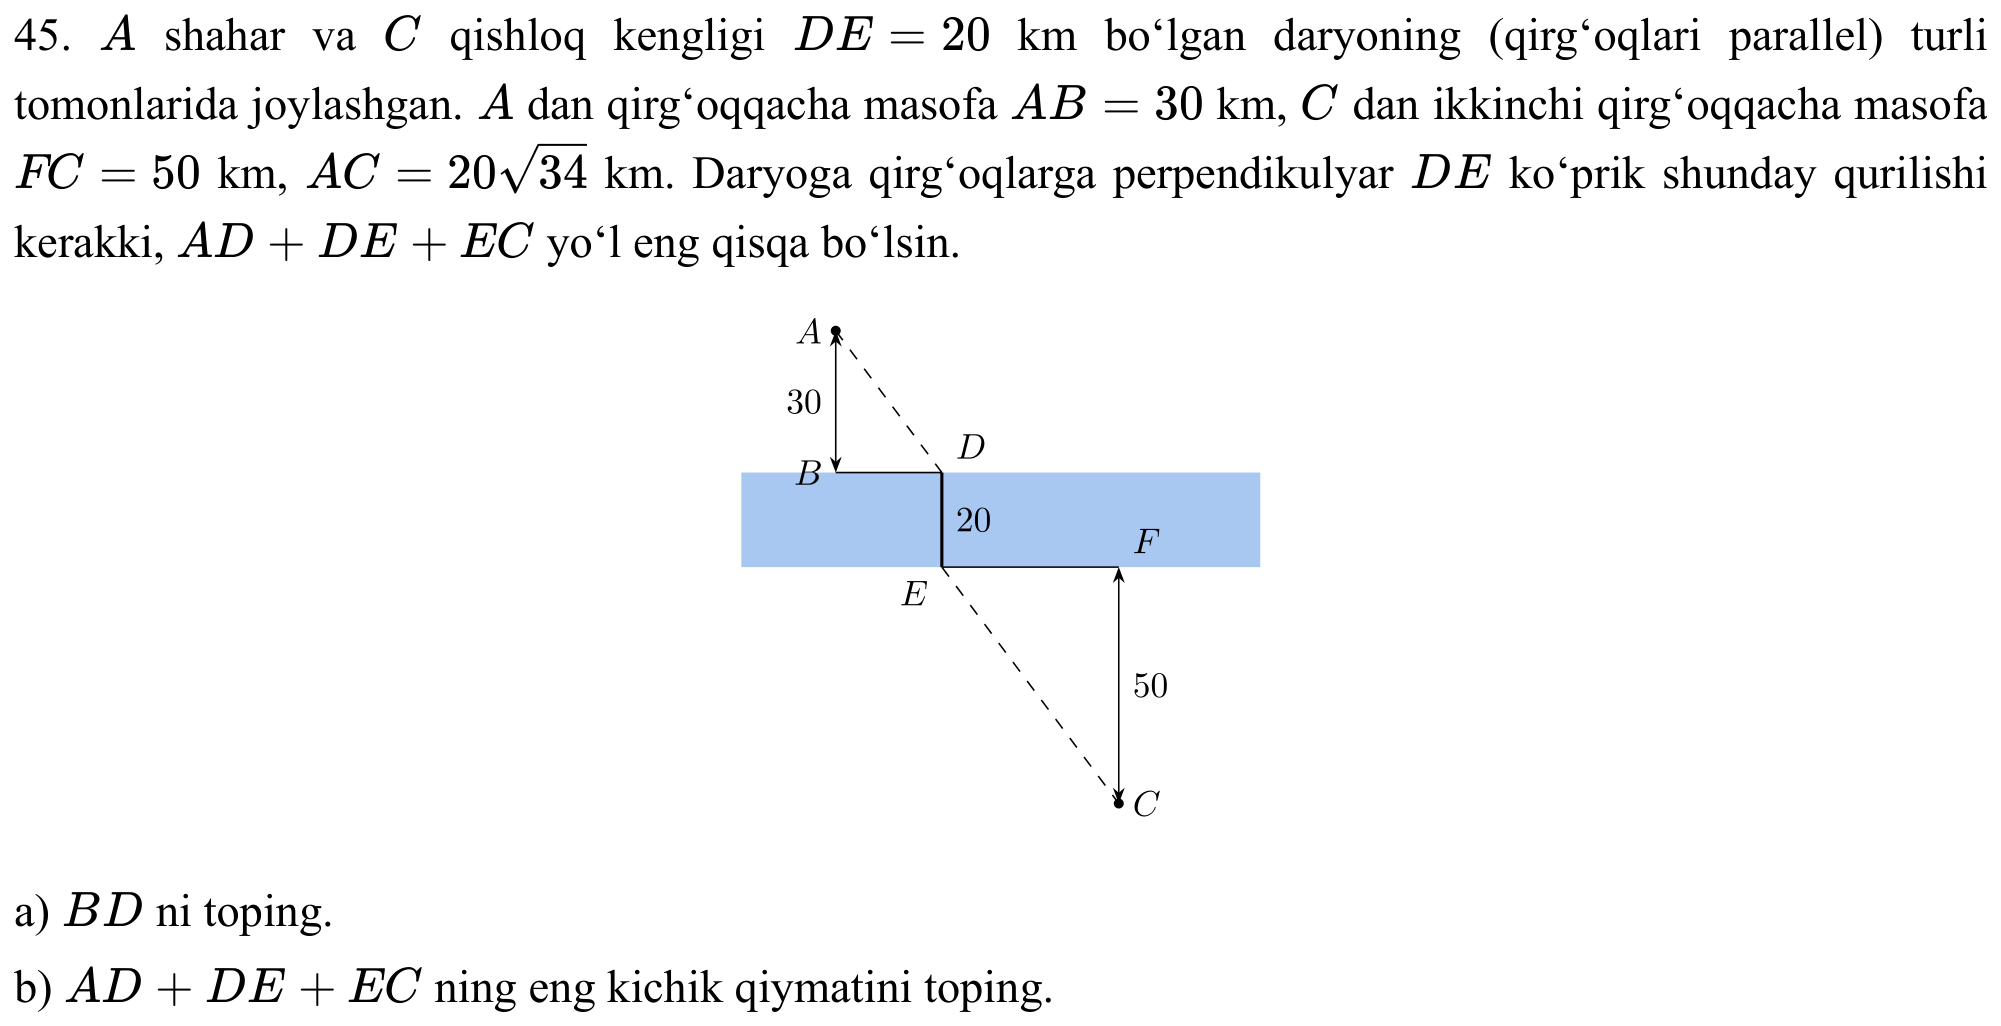 45. A shahar va C qishloq kengligi DE = 20 km bo‘lgan daryoning (qirg‘oqlari parallel) turli
tomonlarida joylashgan. A dan qirg‘oqqacha masofa AB = 30 km, C dan ikkinchi qirg‘oqqacha masofa
FC = 50 km, AC = 20√34 km. Daryoga qirg‘oqlarga perpendikulyar DE ko‘prik shunday qurilishi
kerakki, AD + DE + EC yo‘l eng qisqa bo‘lsin.
A
30
D
B
20
F
E
50
C
a) BD ni toping.
b) AD + DE + EC ning eng kichik qiymatini toping.